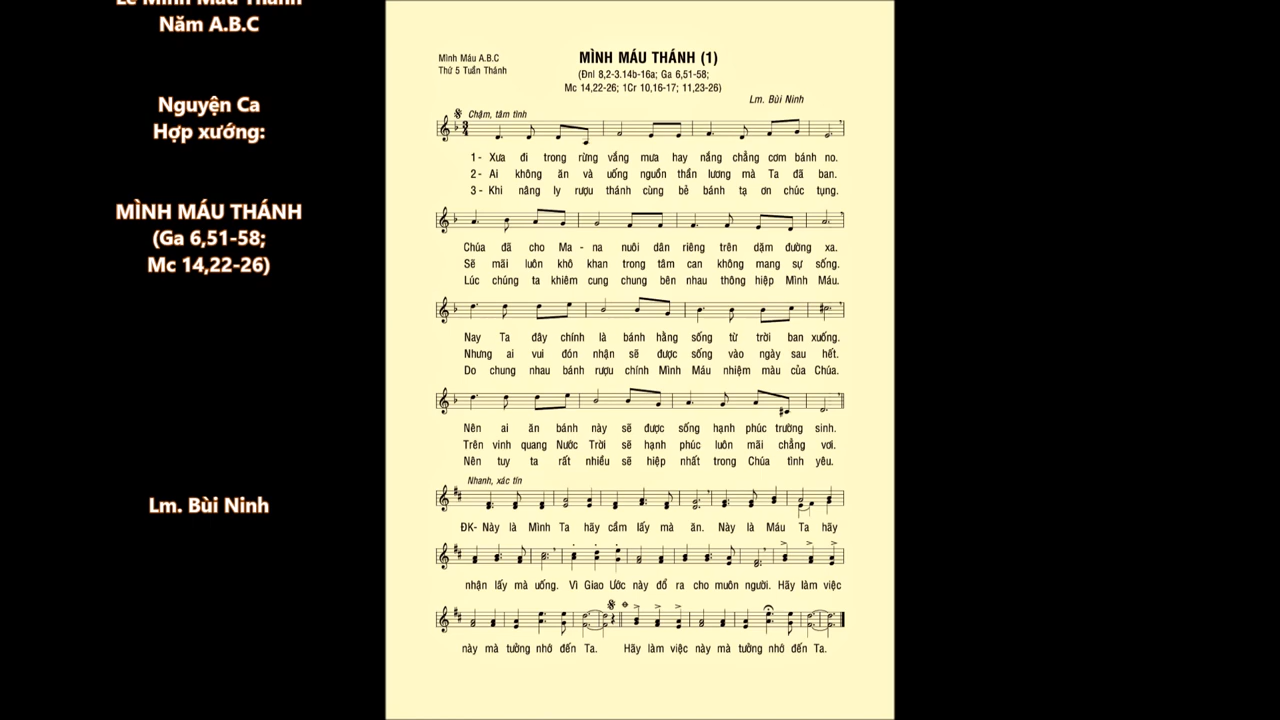 Lễ Mình Máu Thánh
Năm A.B.C
Nguyện Ca
Hợp xướng:
MÌNH MÁU THÁNH
(Ga 6,51-58;
Mc 14,22-26)
Lm. Bùi Ninh
Mình Máu A.B.C
Thứ 5 Tuần Thánh
MÌNH MÁU THÁNH (1)
(Đnl 8,2-3.14b-16a; Ga 6,51-58;
Mc 14,22-26; 1Cr 10,16-17; 11,23-26)
Lm. Bùi Ninh
Chậm, tâm tình
1- Xưa đi trong rừng vắng mưa hay nắng chẳng cơm bánh no.
2- Ai không ăn và uống nguồn thần lương mà Ta đã ban.
3- Khi nâng ly rượu thánh cùng bẻ bánh tạ ơn chúc tụng.
Chúa đã cho Ma - na nuôi dân riêng trên dặm đường xa.
Sẽ mãi luôn khô khan trong tâm can không mang sự sống.
Lúc chúng ta khiêm cung chung bên nhau thông hiệp Mình Máu.
Nay Ta đây chính là bánh hằng sống từ trời ban xuống.
Nhưng ai vui đón nhận sẽ được sống vào ngày sau hết.
Do chung nhau bánh rượu chính Mình Máu nhiệm màu của Chúa.
Nên ai ăn bánh này sẽ được sống hạnh phúc trường sinh.
Trên vinh quang Nước Trời sẽ hạnh phúc luôn mãi chẳng vơi.
Nên tuy ta rất nhiều sẽ hiệp nhất trong Chúa tình yêu.
Nhanh, xác tín
ĐK- Này là Mình Ta hãy cầm lấy mà ăn. Này là Máu Ta hãy
nhận lấy mà uống. Vì Giao Ước này đổ ra cho muôn người. Hãy làm việc
này mà tưởng nhớ đến Ta. Hãy làm việc này mà tưởng nhớ đến Ta.